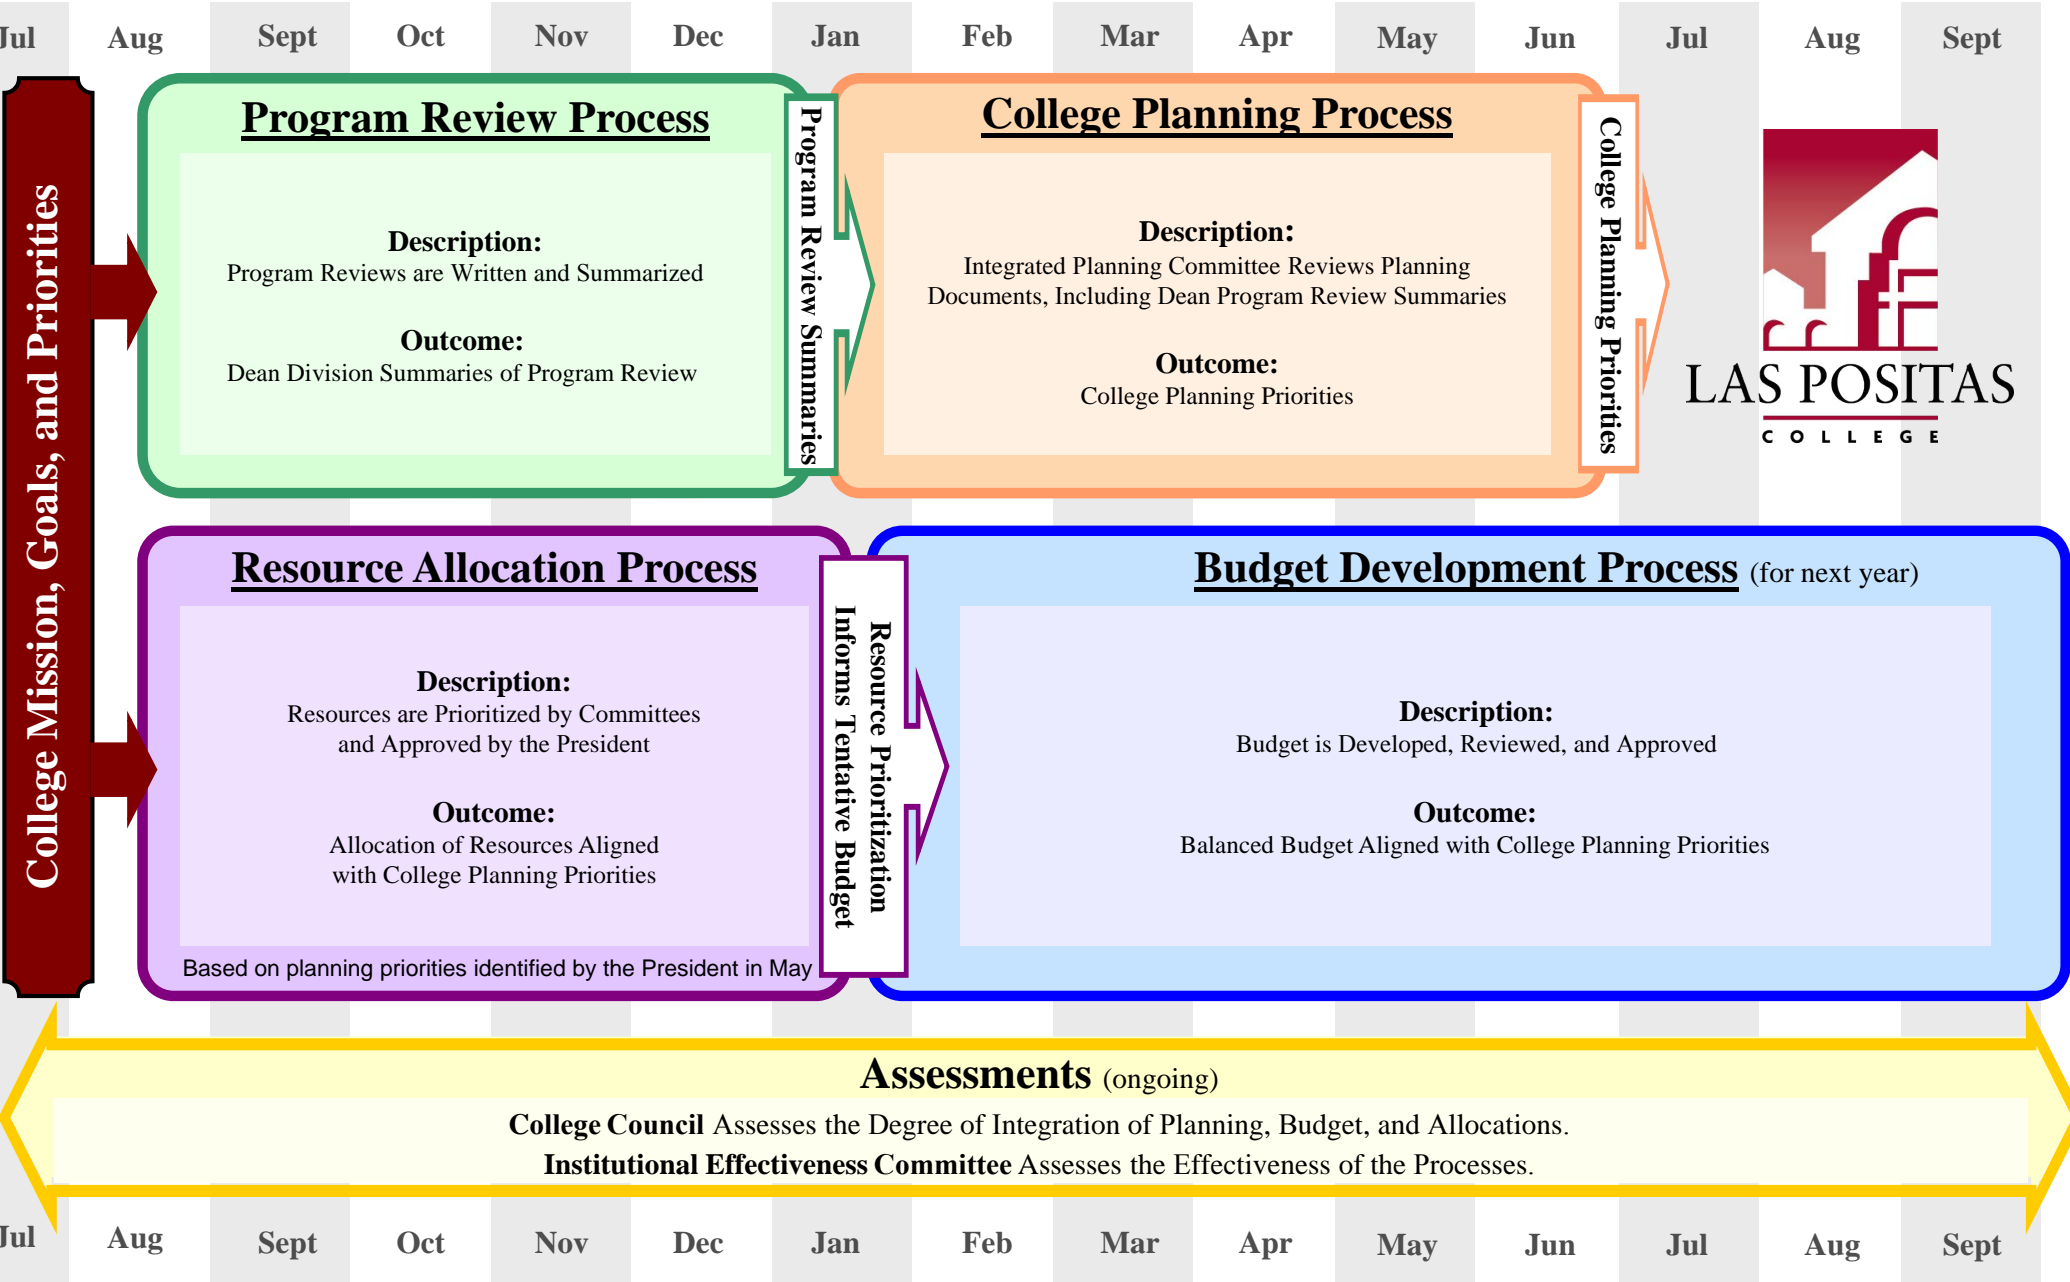 Jul Aug Sept Oct Nov Dec Jan Feb Mar Apr May Jun Jul Aug Sept
College Mission, Goals, and Priorities
Program Review Process
Description:
Program Reviews are Written and Summarized
Outcome:
Dean Division Summaries of Program Review
Program Review Summaries
College Planning Process
Description:
Integrated Planning Committee Reviews Planning
Documents, Including Dean Program Review Summaries
Outcome:
College Planning Priorities
College Planning Priorities
LAS POSITAS
COLLEGE
Resource Allocation Process
Description:
Resources are Prioritized by Committees
and Approved by the President
Outcome:
Allocation of Resources Aligned
with College Planning Priorities
Based on planning priorities identified by the President in May
Resource Prioritization
Informs Tentative Budget
Budget Development Process (for next year)
Description:
Budget is Developed, Reviewed, and Approved
Outcome:
Balanced Budget Aligned with College Planning Priorities
Assessments (ongoing)
College Council Assesses the Degree of Integration of Planning, Budget, and Allocations.
Institutional Effectiveness Committee Assesses the Effectiveness of the Processes.
Jul Aug Sept Oct Nov Dec Jan Feb Mar Apr May Jun Jul Aug Sept